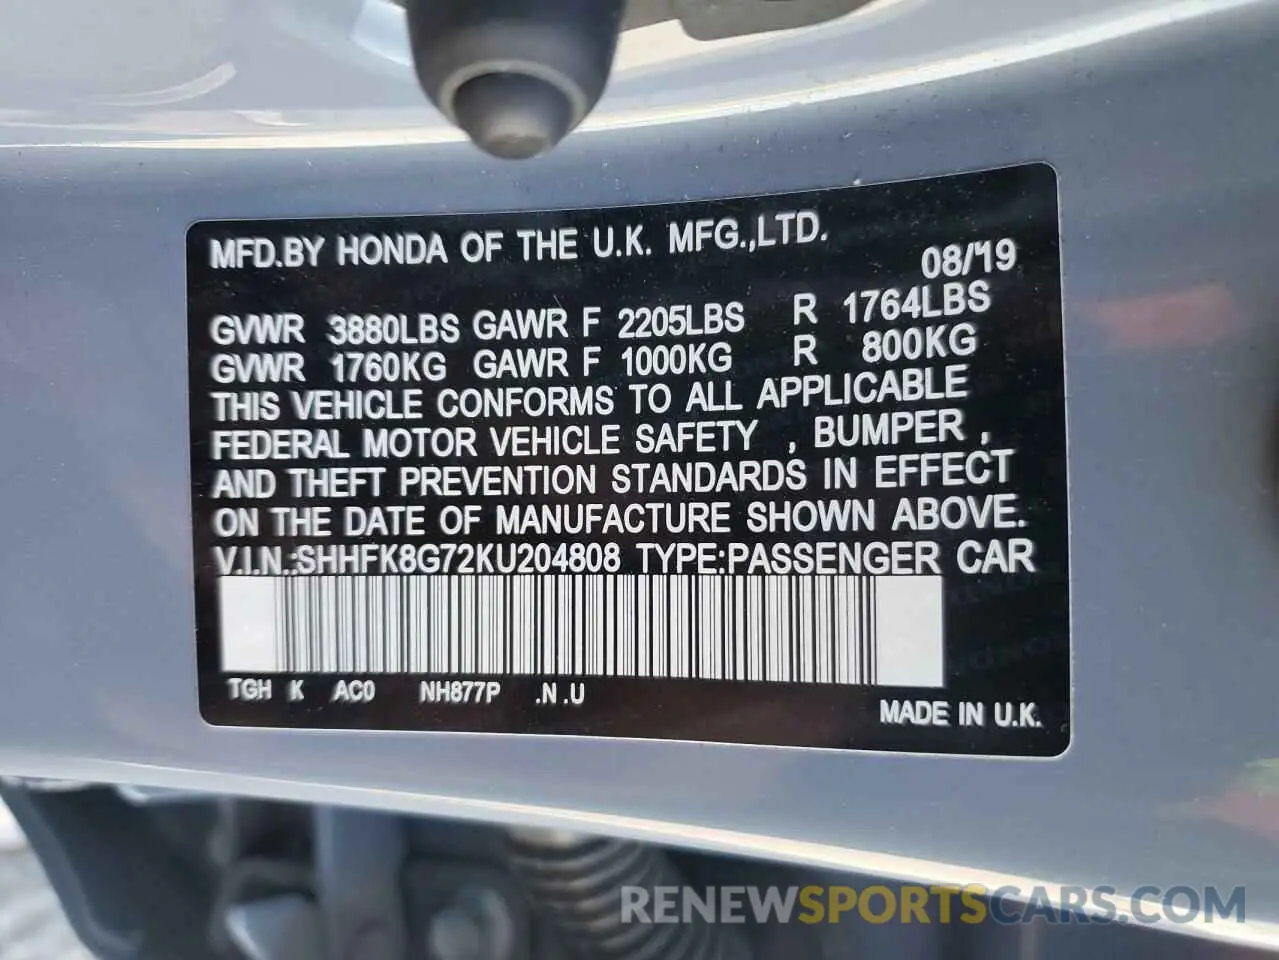 MFD.BY HONDA OF THE U.K. MFG.,LTD.
08/19
GVWR 3880LBS GAWR F 2205LBS R 1764LBS
GVWR 1760KG GAWR F 1000KG R 800KG
THIS VEHICLE CONFORMS TO ALL APPLICABLE
FEDERAL MOTOR VEHICLE SAFETY , BUMPER ,
AND THEFT PREVENTION STANDARDS IN EFFECT
ON THE DATE OF MANUFACTURE SHOWN ABOVE.
V.I.N.:SHHFK8G72KU204808 TYPE:PASSENGER CAR
TGH K AC0 NH877P .N .U
MADE IN U.K.
RENEWSPORTSCARS.COM